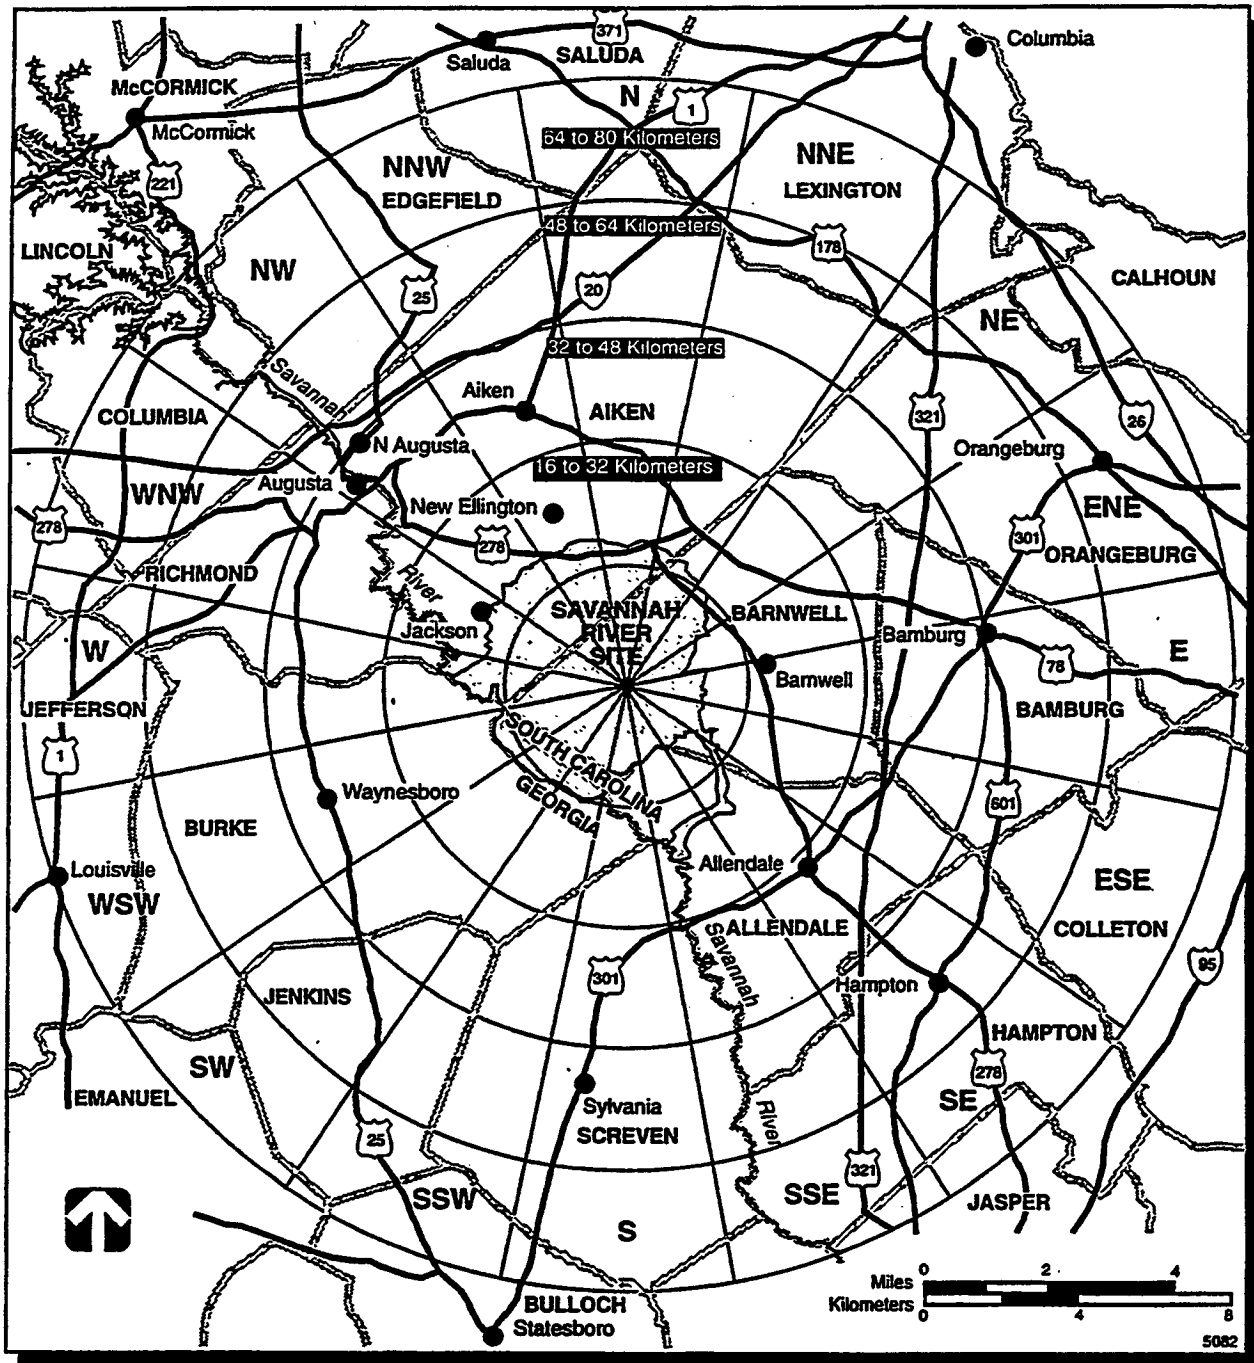 371
Columbia
SALUDA
Saluda
McCORMICK
N
1
McCormick
64 to 80 Kilometers
NNW
NNE
221
EDGEFIELD
LEXINGTON
48 to 64 Kilometers
178
LINCOLN
NW
CALHOUN
25
20
NE
32 to 48 Kilometers
Savannah
Aiken
AIKEN
COLUMBIA
321
26
N Augusta
Orangeburg
16 to 32 Kilometers
Augusta
WNW
New Ellington
ENE
278
301
278
ORANGEBURG
RICHMOND
River
SAVANNAH
RIVER
SITE
BARNWELL
Jackson
Bamburg
W
E
78
Barnwell
JEFFERSON
BAMBURG
SOUTH CAROLINA
GEORGIA
1
Waynesboro
601
BURKE
Allendale
Louisville
ESE
WSW
ALLENDALE
COLLETON
Savannah
301
95
Hampton
JENKINS
HAMPTON
SW
278
EMANUEL
SE
Sylvania
River
SCREVEN
25
321
SSW
SSE
JASPER
S
0 2 4
Miles
BULLOCH
Kilometers
Statesboro
0 4 8
5082